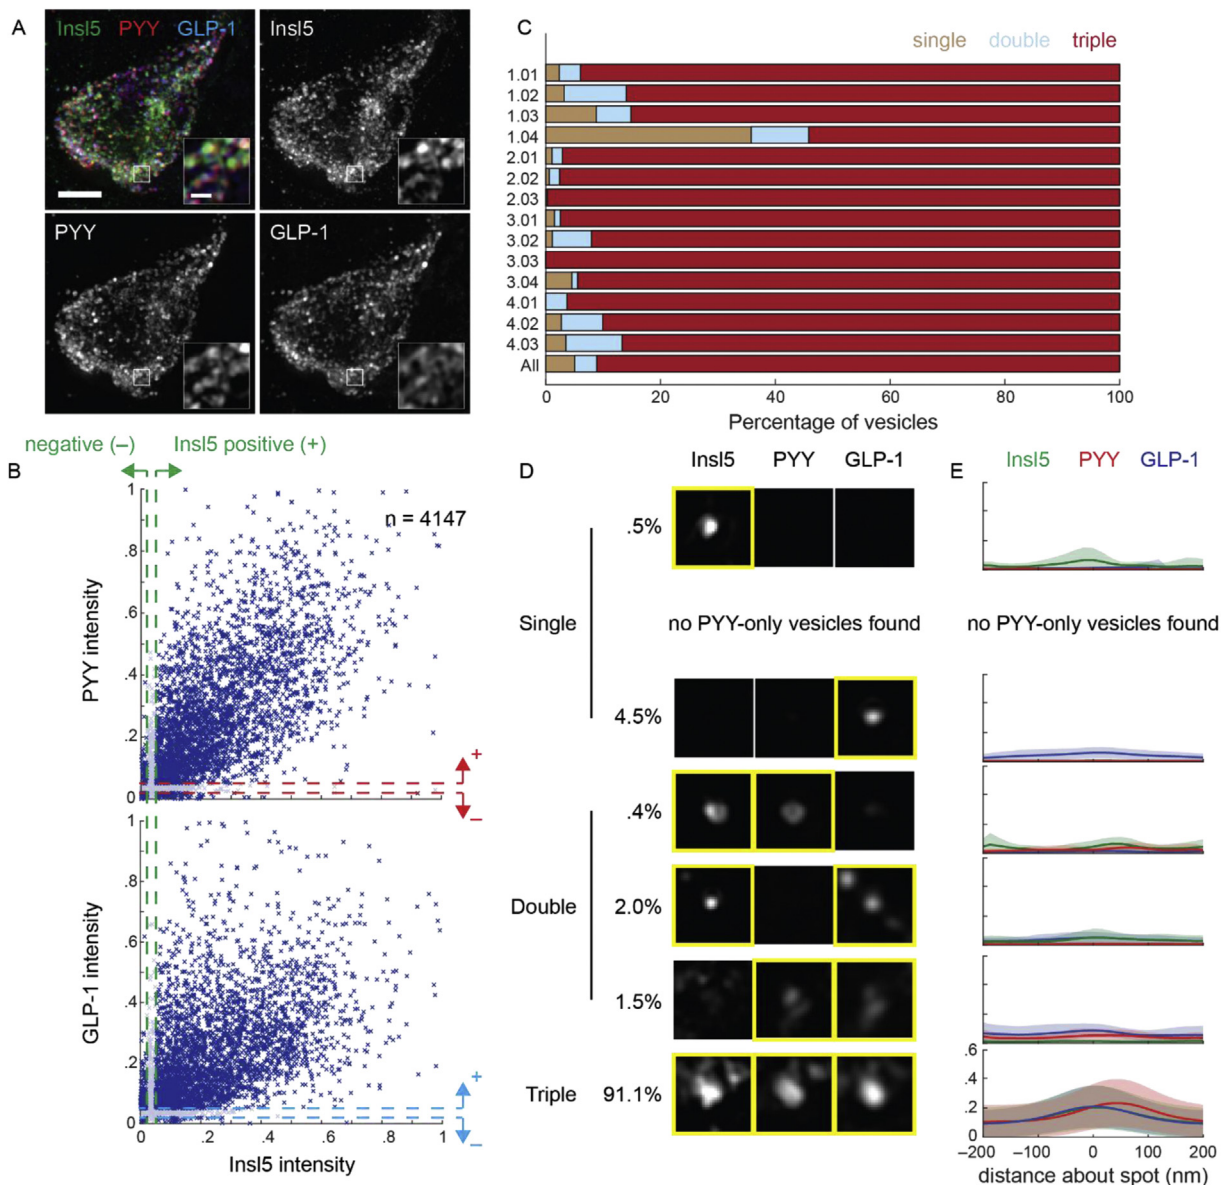 A
Insl5 PYY GLP-1
Insl5
PYY
GLP-1
C
single double triple
1.01
1.02
1.03
1.04
2.01
2.02
2.03
3.01
3.02
3.03
3.04
4.01
4.02
4.03
All
0 20 40 60 80 100
Percentage of vesicles
negative (–) Insl5 positive (+)
B
n = 4147
1
.8
.6
.4
.2
0
PYY intensity
+
–
0 .2 .4 .6 .8 1
1
.8
.6
.4
.2
0
GLP-1 intensity
+
–
0 .2 .4 .6 .8 1
Insl5 intensity
D
Insl5 PYY GLP-1
Single
.5%
no PYY-only vesicles found
4.5%
Double
.4%
2.0%
1.5%
Triple 91.1%
E
Insl5 PYY GLP-1
no PYY-only vesicles found
.6
.4
.2
0
–200 –100 0 100 200
distance about spot (nm)